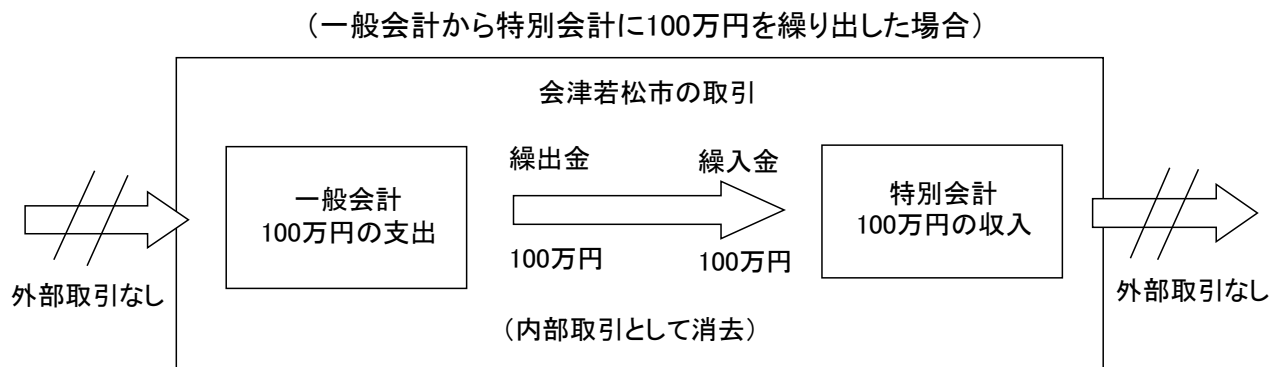 （一般会計から特別会計に100万円を繰り出した場合）
会津若松市の取引
繰出金
繰入金
一般会計
100万円の支出
特別会計
100万円の収入
100万円
100万円
外部取引なし
外部取引なし
（内部取引として消去）